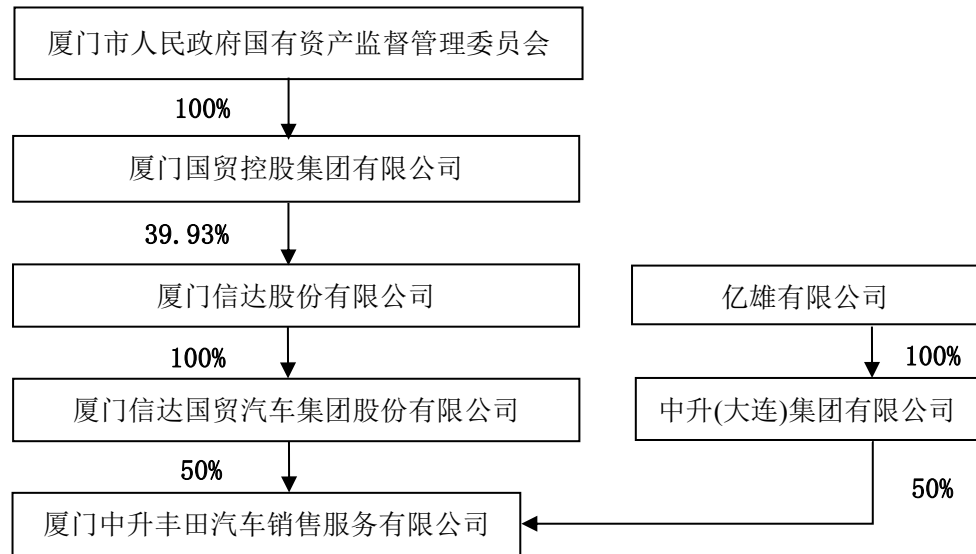 厦门市人民政府国有资产监督管理委员会
100%
厦门国贸控股集团有限公司
39.93%
厦门信达股份有限公司
亿雄有限公司
100%
100%
厦门信达国贸汽车集团股份有限公司
中升(大连)集团有限公司
50%
50%
厦门中升丰田汽车销售服务有限公司